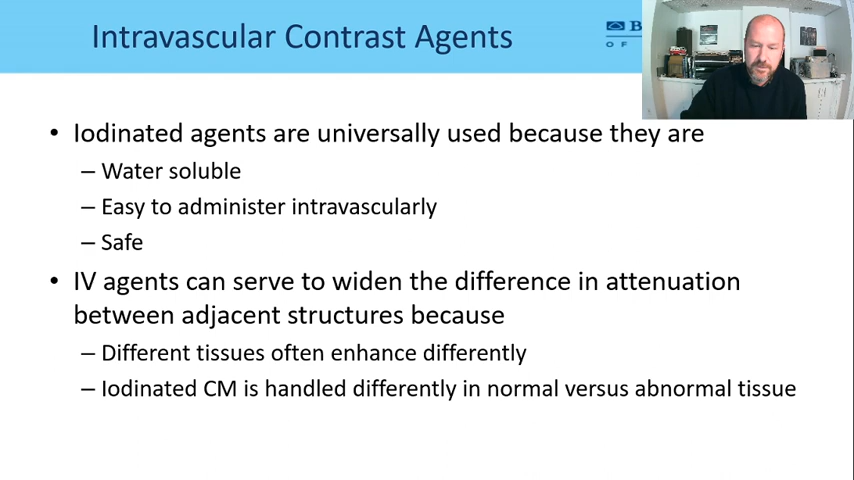 Intravascular Contrast Agents
B
O F
• Iodinated agents are universally used because they are
– Water soluble
– Easy to administer intravascularly
– Safe
• IV agents can serve to widen the difference in attenuation
between adjacent structures because
– Different tissues often enhance differently
– Iodinated CM is handled differently in normal versus abnormal tissue